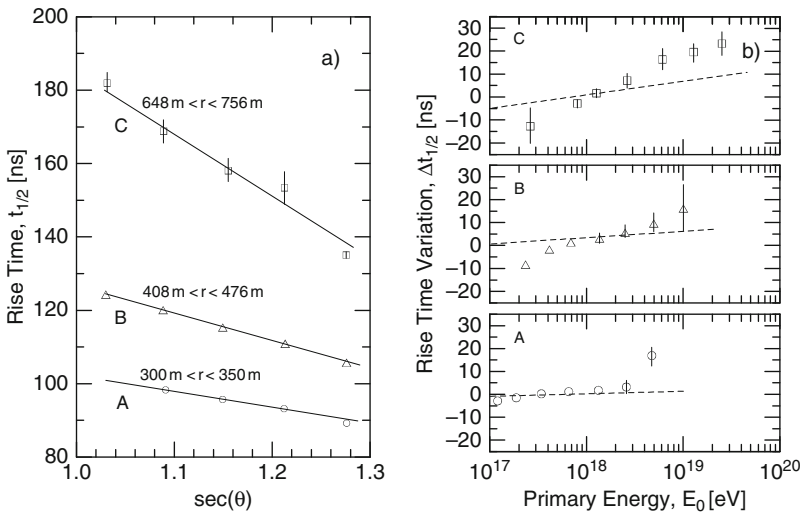 200
180
160
140
120
100
80
Rise Time, t1/2 [ns]
a)
648 m < r < 756 m
C
408 m < r < 476 m
B
300 m < r < 350 m
A
1.0
1.1
1.2
1.3
sec(θ)
Rise Time Variation, Δt1/2 [ns]
b)
C
30
20
10
0
−10
−20
B
30
20
10
0
−10
−20
A
30
20
10
0
−10
−20
10^17
10^18
10^19
10^20
Primary Energy, E0 [eV]